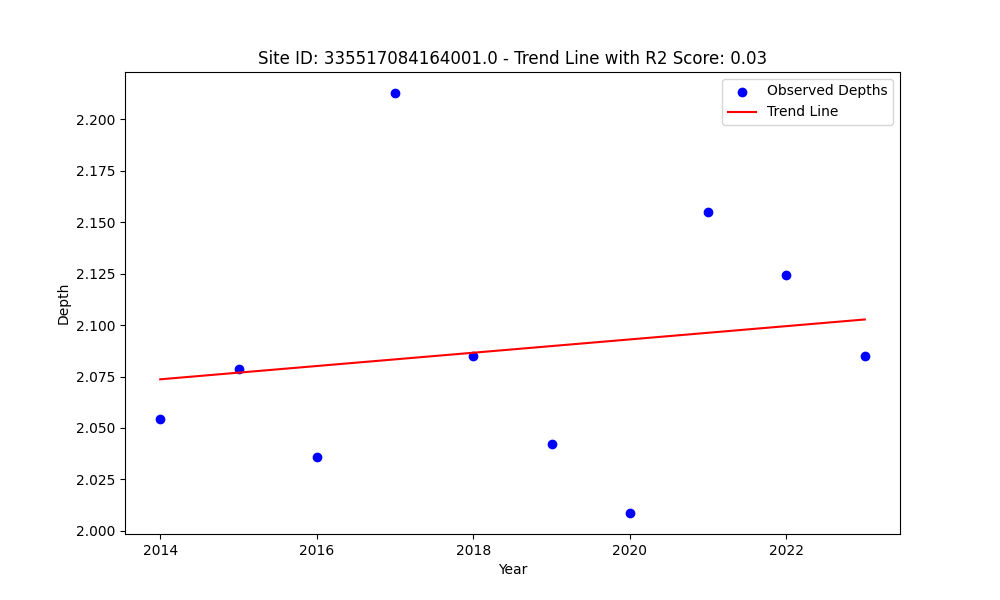 Site ID: 335517084164001.0 - Trend Line with R2 Score: 0.03
Observed Depths
Trend Line
2.200
2.175
2.150
2.125
2.100
2.075
2.050
2.025
2.000
Depth
2014
2016
2018
2020
2022
Year